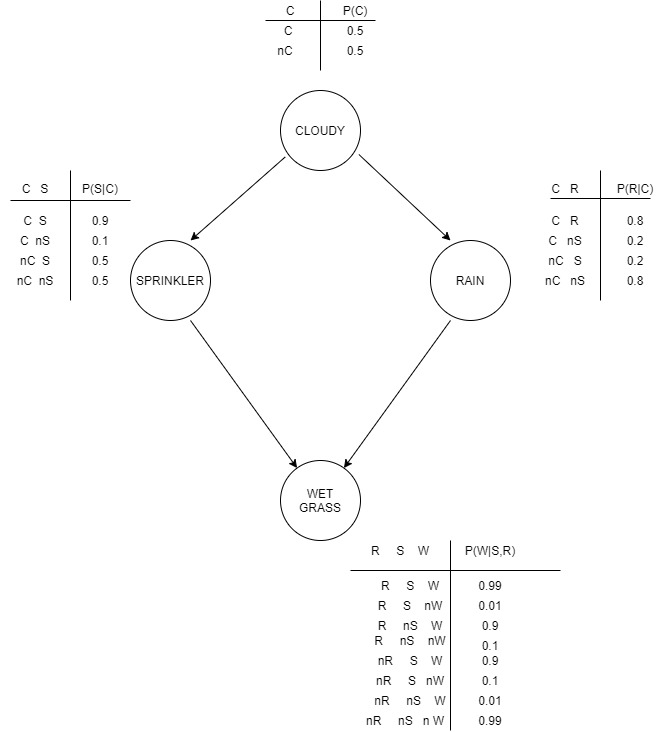 C P(C)
C 0.5
nC 0.5
CLOUDY
C S P(S|C)
C S 0.9
C nS 0.1
nC S 0.5
nC nS 0.5
SPRINKLER
RAIN
C R P(R|C)
C R 0.8
C nS 0.2
nC S 0.2
nC nS 0.8
WET
GRASS
R S W P(W|S,R)
R S W 0.99
R S nW 0.01
R nS W 0.9
R nS nW 0.1
nR S W 0.9
nR S nW 0.1
nR nS W 0.01
nR nS n W 0.99